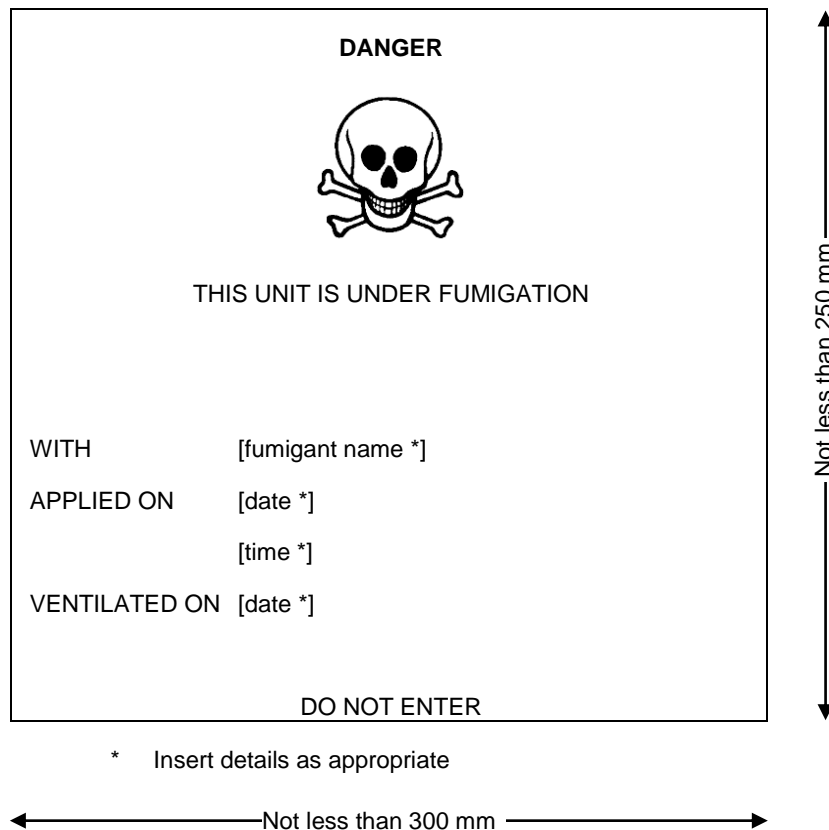 DANGER
THIS UNIT IS UNDER FUMIGATION
WITH [fumigant name *]
APPLIED ON [date *]
[time *]
VENTILATED ON [date *]
DO NOT ENTER
* Insert details as appropriate
Not less than 300 mm
Not less than 250 mm